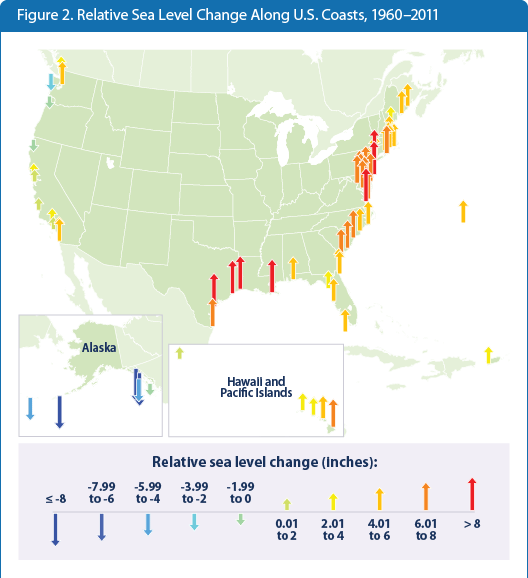 Figure 2. Relative Sea Level Change Along U.S. Coasts, 1960–2011
Alaska
Hawaii and
Pacific Islands
Relative sea level change (inches):
≤ -8
-7.99
to -6
-5.99
to -4
-3.99
to -2
-1.99
to 0
0.01
to 2
2.01
to 4
4.01
to 6
6.01
to 8
> 8